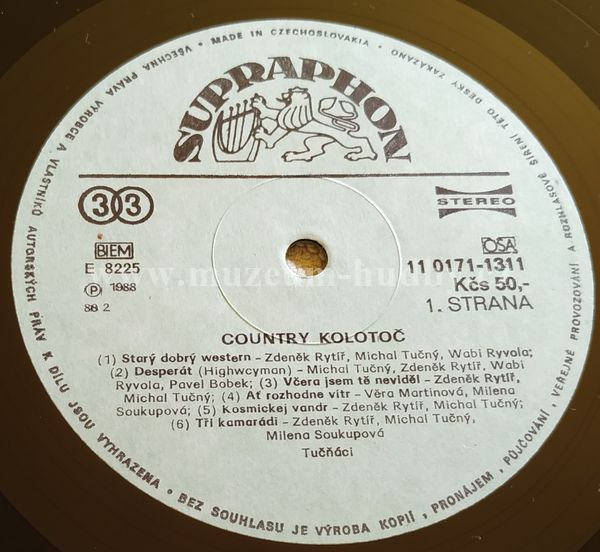 VŠECHNA PRÁVA VÝROBCE A VLASTNÍKŮ AUTORSKÝCH PRÁV K DÍLU JSOU VYHRAZENA • BEZ SOUHLASU JE VÝROBA KOPIÍ, PRONÁJEM, PŮJČOVÁNÍ, VEŘEJNÉ PROVOZOVÁNÍ A ROZHLASOVÉ ŠÍŘENÍ TÉTO DESKY ZAKÁZÁNO
• MADE IN CZECHOSLOVAKIA •
SUPRAPHON
33
STEREO
BIEM
E 8225
Ⓟ 1988
88 2
OSA
11 0171-1311
Kčs 50,-
1. STRANA
www.muzeum-hudby
COUNTRY KOLOTOČ
(1) Starý dobrý western – Zdeněk Rytíř, Michal Tučný, Wabi Ryvola;
(2) Desperát (Highwcyman) – Michal Tučný, Zdeněk Rytíř, Wabi
Ryvola, Pavel Bobek; (3) Včera jsem tě neviděl – Zdeněk Rytíř,
Michal Tučný; (4) Ať rozhodne vítr – Věra Martinová, Milena
Soukupová; (5) Kosmickej vandr – Zdeněk Rytíř, Michal Tučný;
(6) Tři kamarádi – Zdeněk Rytíř, Michal Tučný,
Milena Soukupová
Tučňáci